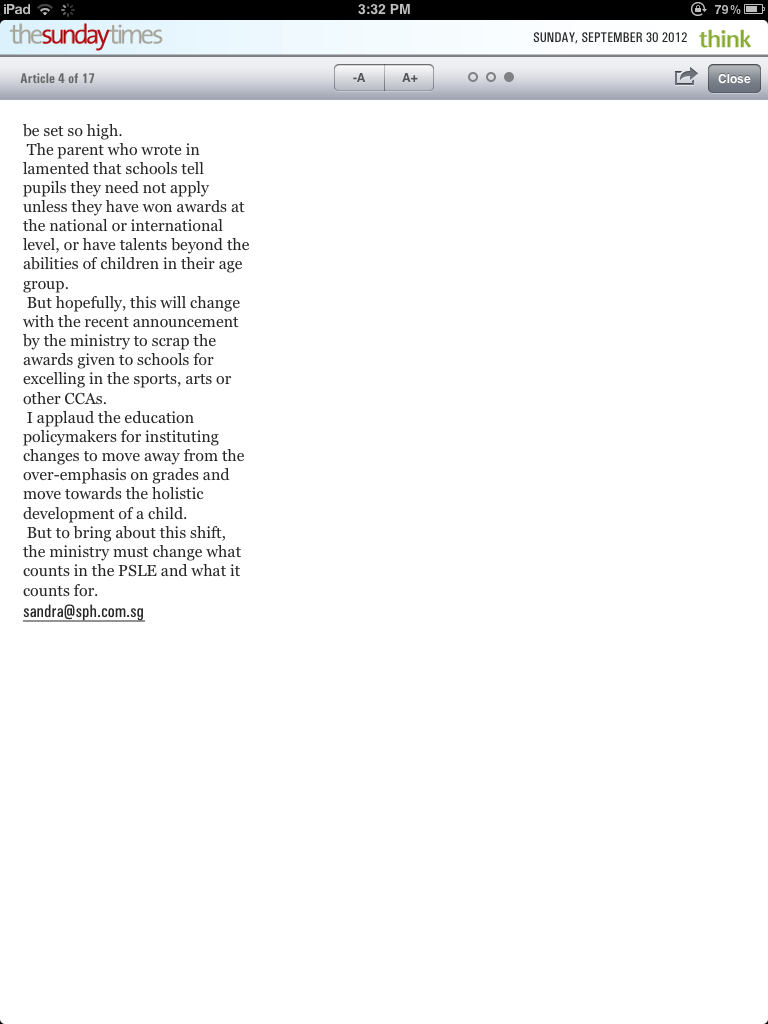 iPad
3:32 PM
79%
thesundaytimes
SUNDAY, SEPTEMBER 30 2012
think
Article 4 of 17
-A
A+
Close
be set so high.
The parent who wrote in
lamented that schools tell
pupils they need not apply
unless they have won awards at
the national or international
level, or have talents beyond the
abilities of children in their age
group.
But hopefully, this will change
with the recent announcement
by the ministry to scrap the
awards given to schools for
excelling in the sports, arts or
other CCAs.
I applaud the education
policymakers for instituting
changes to move away from the
over-emphasis on grades and
move towards the holistic
development of a child.
But to bring about this shift,
the ministry must change what
counts in the PSLE and what it
counts for.
sandra@sph.com.sg